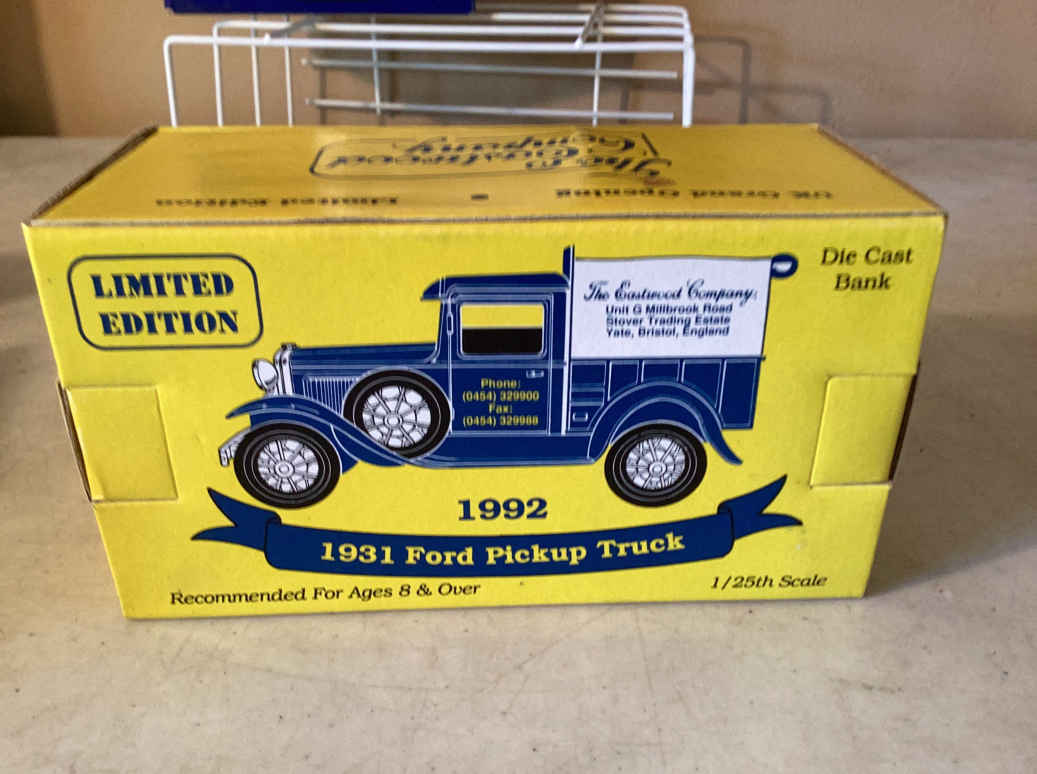 The Eastwood
Company
UK Grand Opening • Limited Edition
LIMITED
EDITION
Die Cast
Bank
The Eastwood Company:
Unit G Millbrook Road
Stover Trading Estate
Yate, Bristol, England
Phone:
(0454) 329900
Fax:
(0454) 329988
1992
1931 Ford Pickup Truck
Recommended For Ages 8 & Over
1/25th Scale